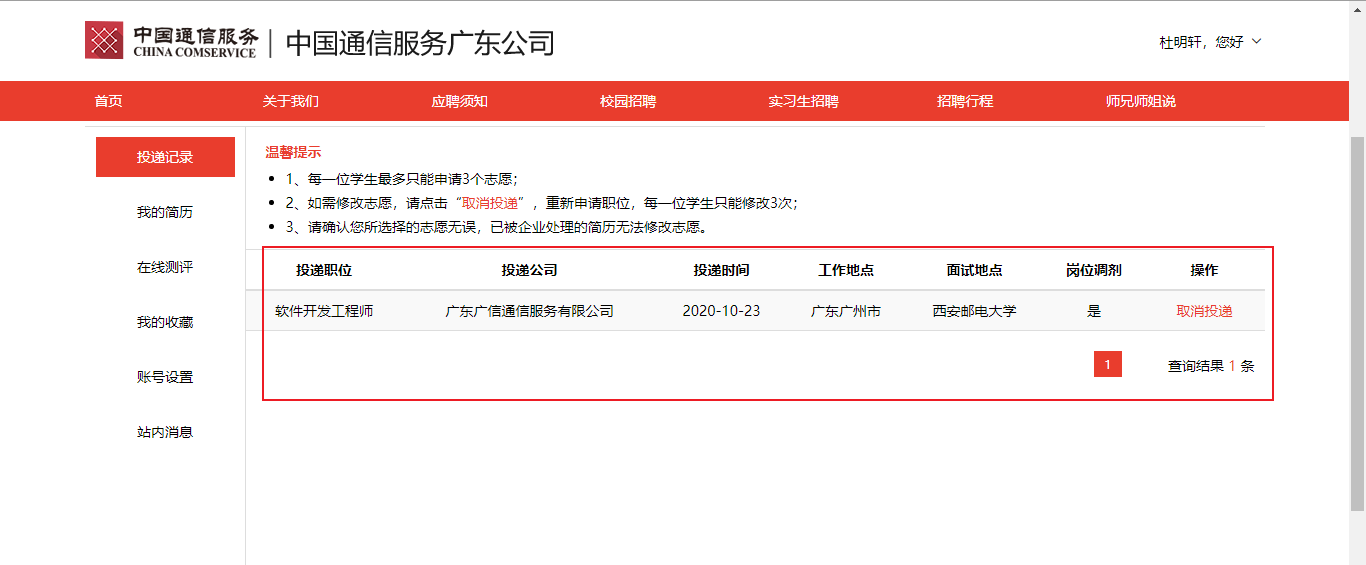 中国通信服务
CHINA COMSERVICE
中国通信服务广东公司
杜明轩，您好
首页 关于我们 应聘须知 校园招聘 实习生招聘 招聘行程 师兄师姐说
投递记录
我的简历
在线测评
我的收藏
账号设置
站内消息
温馨提示
1、每一位学生最多只能申请3个志愿；
2、如需修改志愿，请点击“取消投递”，重新申请职位，每一位学生只能修改3次；
3、请确认您所选择的志愿无误，已被企业处理的简历无法修改志愿。
投递职位 投递公司 投递时间 工作地点 面试地点 岗位调剂 操作
软件开发工程师 广东广信通信服务有限公司 2020-10-23 广东广州市 西安邮电大学 是 取消投递
1 查询结果 1 条